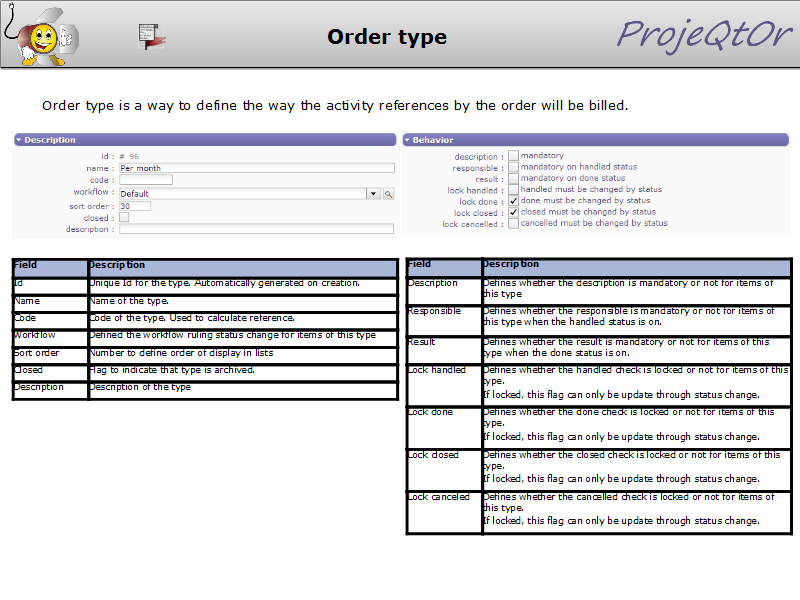 Order type
ProjeQtOr
Order type is a way to define the way the activity references by the order will be billed.
Description
id : # 96
name : Per month
code :
workflow : Default
sort order : 30
closed :
description :
Behavior
description : mandatory
responsible : mandatory on handled status
result : mandatory on done status
lock handled : handled must be changed by status
lock done : done must be changed by status
lock closed : closed must be changed by status
lock cancelled : cancelled must be changed by status
Field Description
Id Unique Id for the type. Automatically generated on creation.
Name Name of the type.
Code Code of the type. Used to calculate reference.
Workflow Defined the workflow ruling status change for items of this type
Sort order Number to define order of display in lists
Closed Flag to indicate that type is archived.
Description Description of the type
Field Description
Description Defines whether the description is mandatory or not for items of
this type
Responsible Defines whether the responsible is mandatory or not for items of
this type when the handled status is on.
Result Defines whether the result is mandatory or not for items of this
type when the done status is on.
Lock handled Defines whether the handled check is locked or not for items of this
type.
If locked, this flag can only be update through status change.
Lock done Defines whether the done check is locked or not for items of this
type.
If locked, this flag can only be update through status change.
Lock closed Defines whether the closed check is locked or not for items of this
type.
If locked, this flag can only be update through status change.
Lock canceled Defines whether the cancelled check is locked or not for items of
this type.
If locked, this flag can only be update through status change.